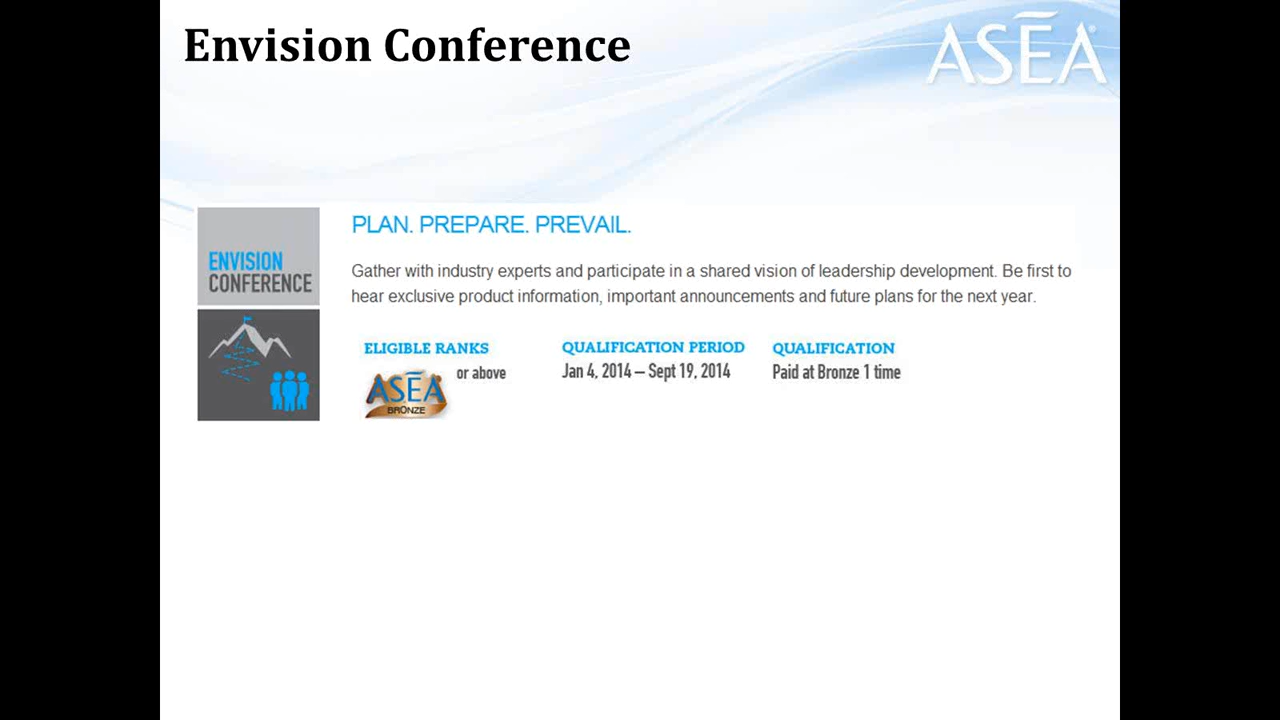 Envision Conference
ASĒA
PLAN. PREPARE. PREVAIL.
ENVISION
CONFERENCE
Gather with industry experts and participate in a shared vision of leadership development. Be first to
hear exclusive product information, important announcements and future plans for the next year.
ELIGIBLE RANKS
ASĒA
BRONZE
or above
QUALIFICATION PERIOD
Jan 4, 2014 – Sept 19, 2014
QUALIFICATION
Paid at Bronze 1 time